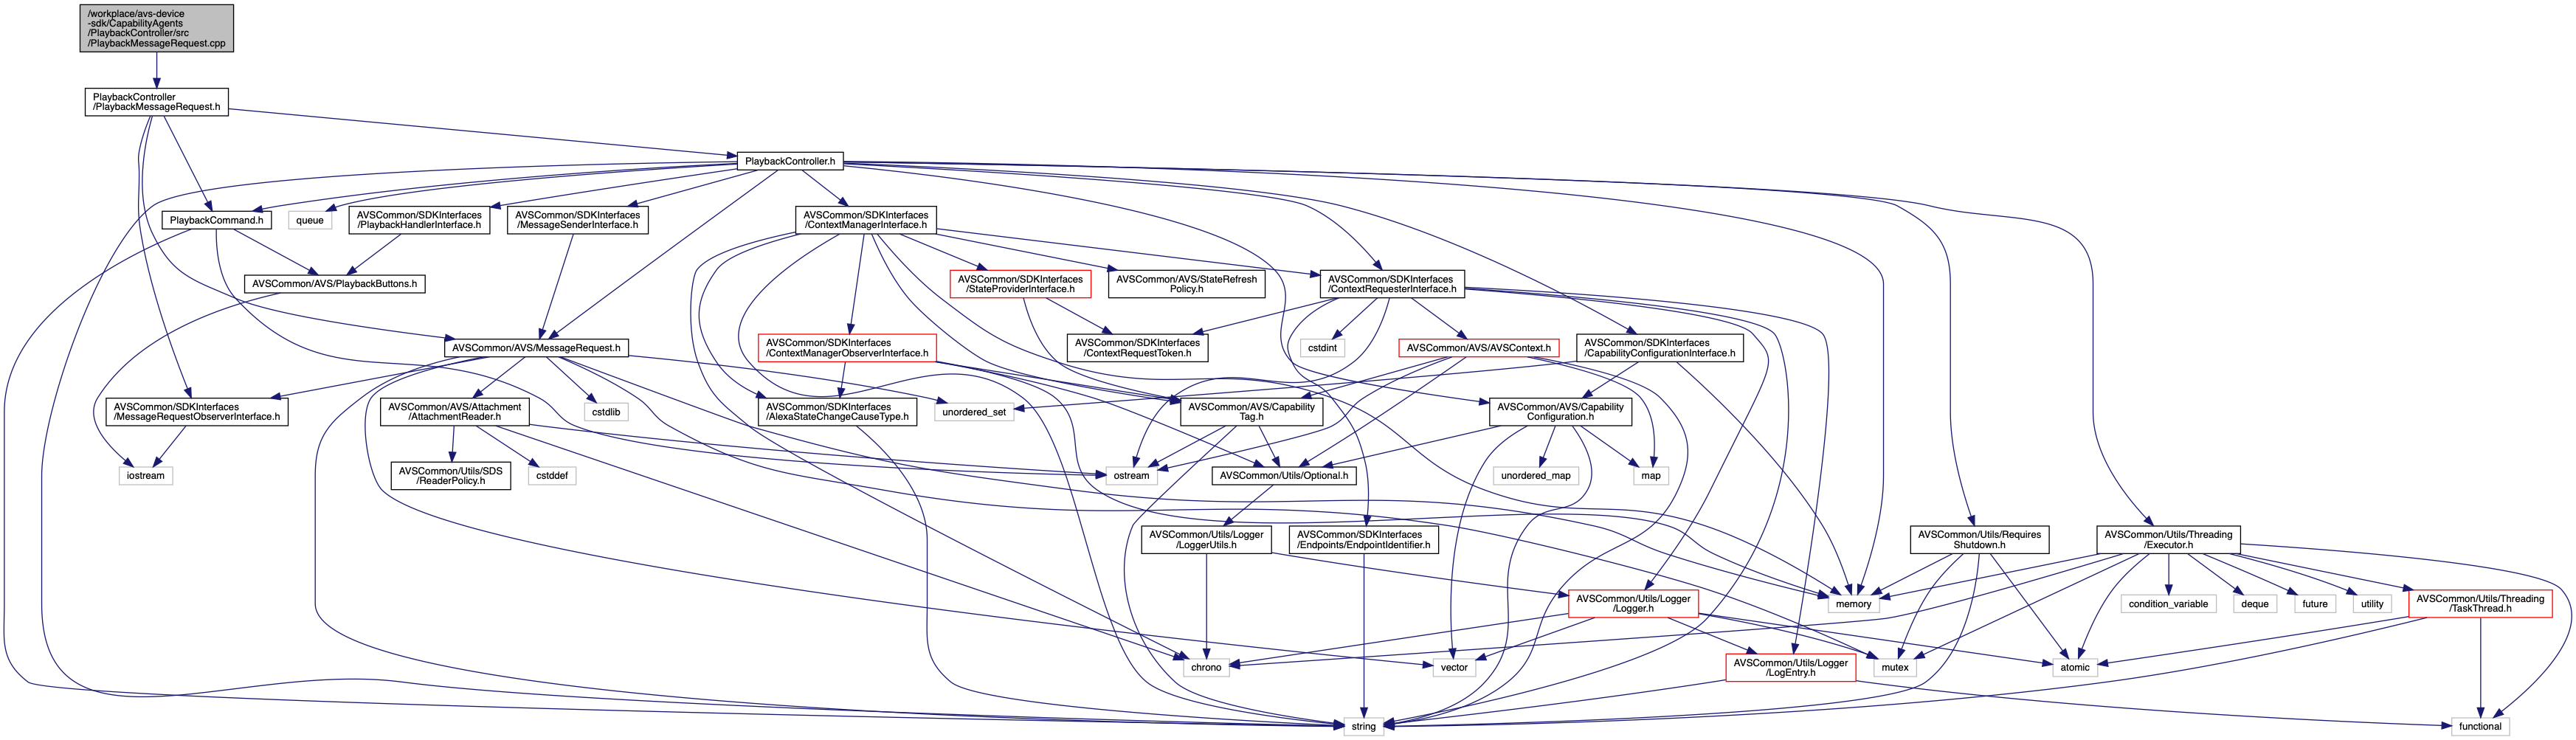 /workplace/avs-device
-sdk/CapabilityAgents
/PlaybackController/src
/PlaybackMessageRequest.cpp
PlaybackController
/PlaybackMessageRequest.h
PlaybackController.h
PlaybackCommand.h
queue
AVSCommon/SDKInterfaces
/PlaybackHandlerInterface.h
AVSCommon/SDKInterfaces
/MessageSenderInterface.h
AVSCommon/SDKInterfaces
/ContextManagerInterface.h
AVSCommon/AVS/PlaybackButtons.h
AVSCommon/SDKInterfaces
/StateProviderInterface.h
AVSCommon/AVS/StateRefresh
Policy.h
AVSCommon/SDKInterfaces
/ContextRequesterInterface.h
AVSCommon/AVS/MessageRequest.h
AVSCommon/SDKInterfaces
/ContextManagerObserverInterface.h
AVSCommon/SDKInterfaces
/ContextRequestToken.h
cstdint
AVSCommon/AVS/AVSContext.h
AVSCommon/SDKInterfaces
/CapabilityConfigurationInterface.h
AVSCommon/SDKInterfaces
/MessageRequestObserverInterface.h
AVSCommon/AVS/Attachment
/AttachmentReader.h
cstdlib
AVSCommon/SDKInterfaces
/AlexaStateChangeCauseType.h
unordered_set
AVSCommon/AVS/Capability
Tag.h
AVSCommon/AVS/Capability
Configuration.h
iostream
AVSCommon/Utils/SDS
/ReaderPolicy.h
cstddef
ostream
AVSCommon/Utils/Optional.h
unordered_map
map
AVSCommon/Utils/Logger
/LoggerUtils.h
AVSCommon/SDKInterfaces
/Endpoints/EndpointIdentifier.h
AVSCommon/Utils/Requires
Shutdown.h
AVSCommon/Utils/Threading
/Executor.h
AVSCommon/Utils/Logger
/Logger.h
memory
condition_variable
deque
future
utility
AVSCommon/Utils/Threading
/TaskThread.h
chrono
vector
AVSCommon/Utils/Logger
/LogEntry.h
mutex
atomic
string
functional